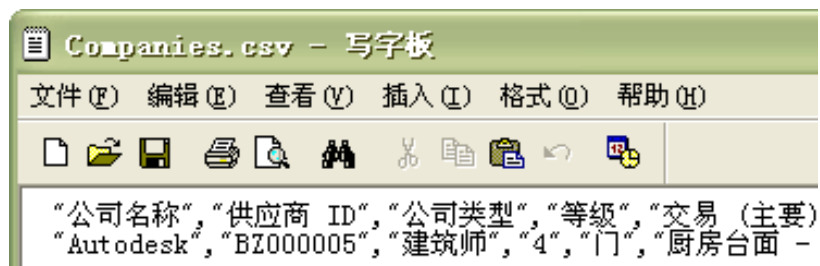 Companies.csv - 写字板
文件(F) 编辑(E) 查看(V) 插入(I) 格式(O) 帮助(H)
"公司名称","供应商 ID","公司类型","等级","交易 (主要)
"Autodesk","BZ000005","建筑师","4","门","厨房台面 -